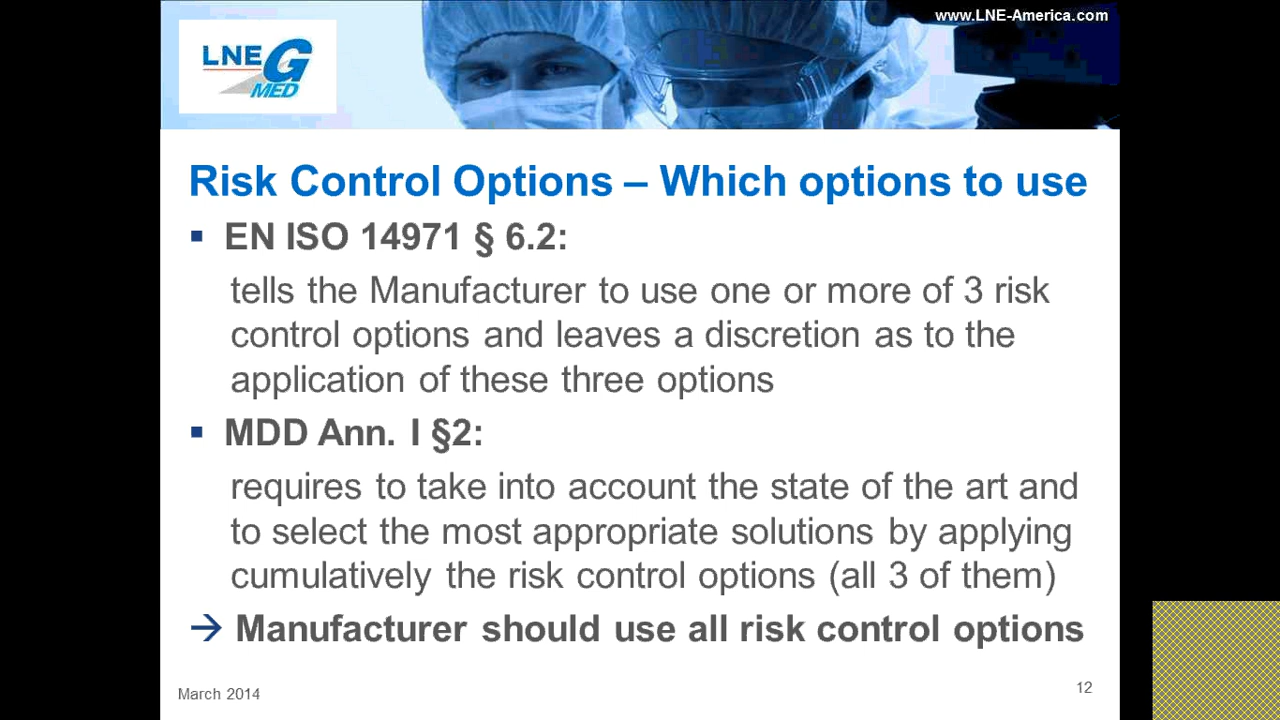 www.LNE-America.com
LNE G
MED
Risk Control Options – Which options to use
▪ EN ISO 14971 § 6.2:
tells the Manufacturer to use one or more of 3 risk
control options and leaves a discretion as to the
application of these three options
▪ MDD Ann. I §2:
requires to take into account the state of the art and
to select the most appropriate solutions by applying
cumulatively the risk control options (all 3 of them)
→ Manufacturer should use all risk control options
March 2014
12